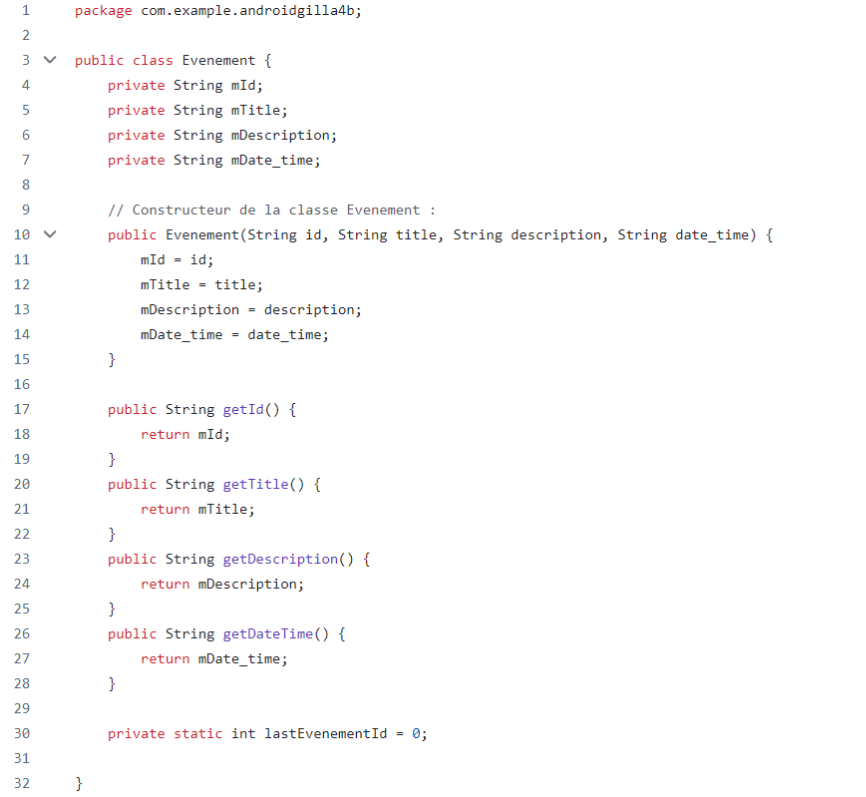 1 package com.example.androidgilla4b;
2
3 public class Evenement {
4 private String mId;
5 private String mTitle;
6 private String mDescription;
7 private String mDate_time;
8
9 // Constructeur de la classe Evenement :
10 public Evenement(String id, String title, String description, String date_time) {
11 mId = id;
12 mTitle = title;
13 mDescription = description;
14 mDate_time = date_time;
15 }
16
17 public String getId() {
18 return mId;
19 }
20 public String getTitle() {
21 return mTitle;
22 }
23 public String getDescription() {
24 return mDescription;
25 }
26 public String getDateTime() {
27 return mDate_time;
28 }
29
30 private static int lastEvenementId = 0;
31
32 }